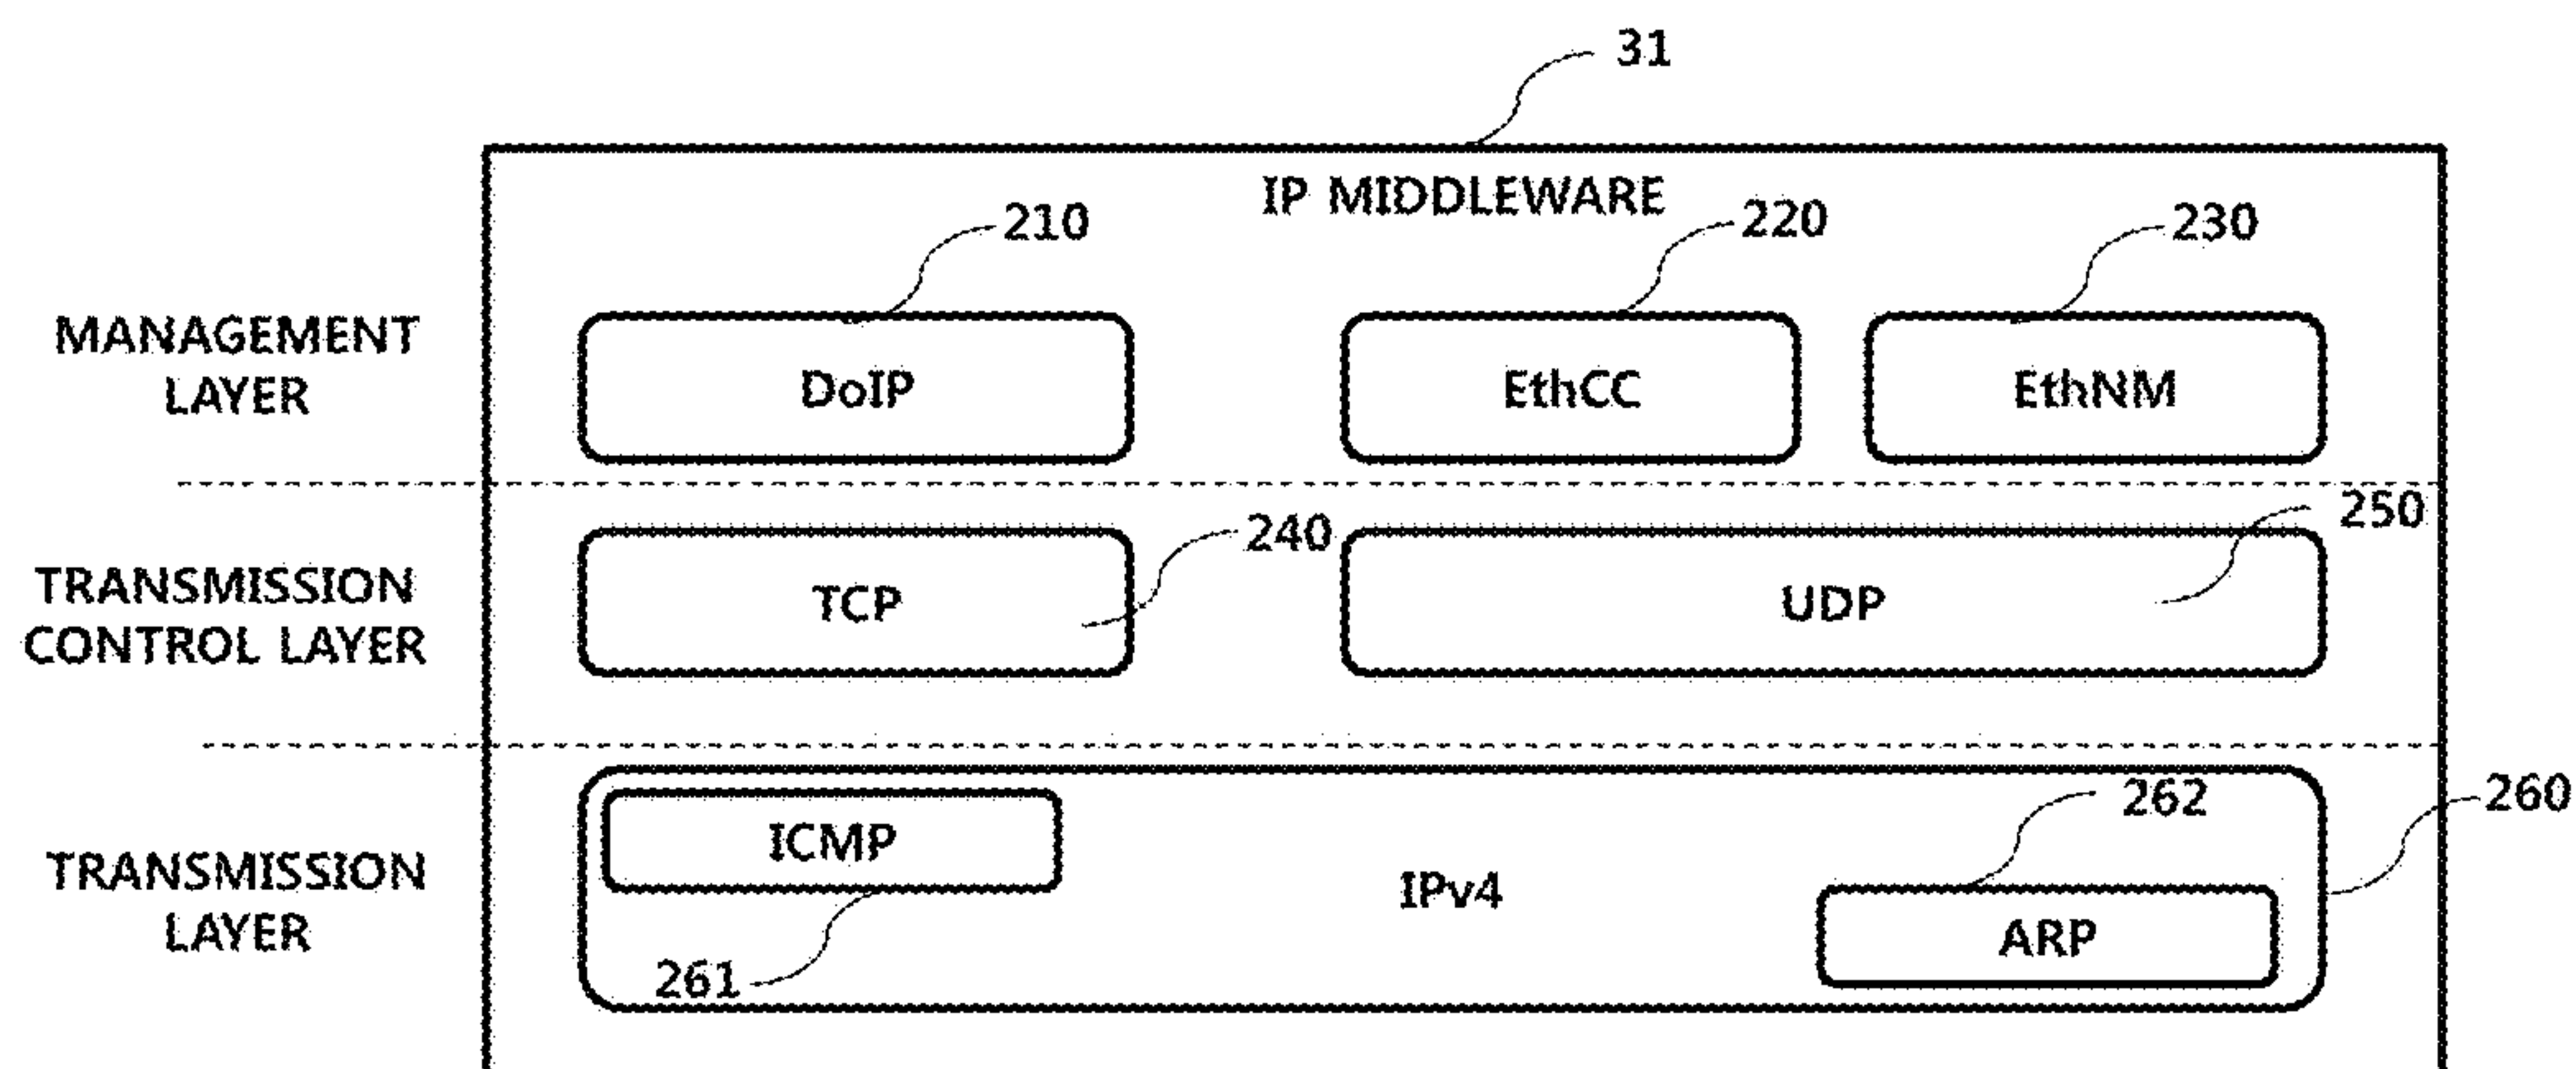 31
IP MIDDLEWARE
210
220
230
MANAGEMENT
LAYER
DoIP
EthCC
EthNM
250
240
TRANSMISSION
CONTROL LAYER
TCP
UDP
262
260
ICMP
TRANSMISSION
LAYER
IPv4
ARP
261